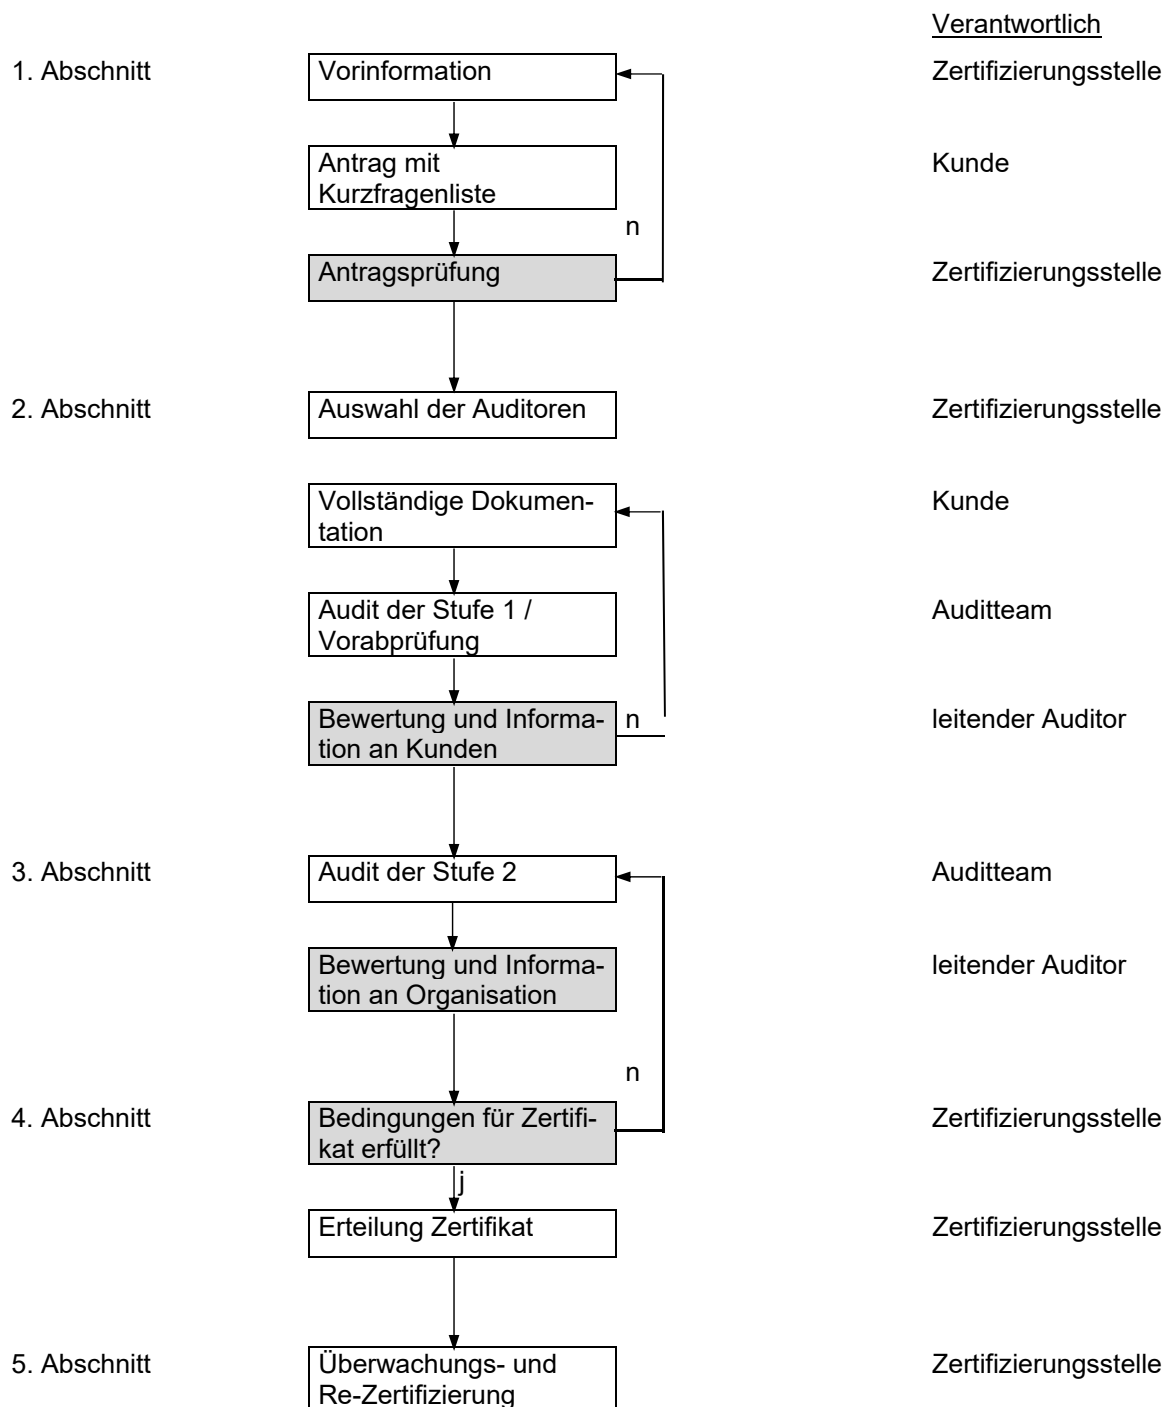 Verantwortlich
1. Abschnitt Vorinformation Zertifizierungsstelle
Antrag mit Kunde
Kurzfragenliste
n
Antragsprüfung Zertifizierungsstelle
2. Abschnitt Auswahl der Auditoren Zertifizierungsstelle
Vollständige Dokumen- Kunde
tation
Audit der Stufe 1 / Auditteam
Vorabprüfung
Bewertung und Informa- n leitender Auditor
tion an Kunden
3. Abschnitt Audit der Stufe 2 Auditteam
Bewertung und Informa- leitender Auditor
tion an Organisation
n
4. Abschnitt Bedingungen für Zertifi- Zertifizierungsstelle
kat erfüllt?
j
Erteilung Zertifikat Zertifizierungsstelle
5. Abschnitt Überwachungs- und Zertifizierungsstelle
Re-Zertifizierung